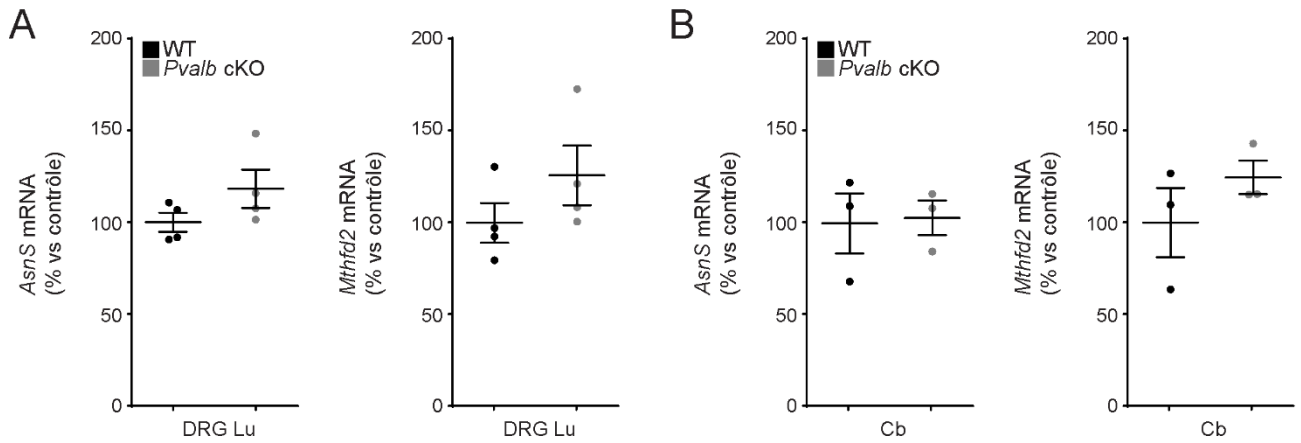 A
200
150
100
50
0
AsnS mRNA
(% vs contrôle)
WT
Pvalb cKO
DRG Lu
200
150
100
50
0
Mthfd2 mRNA
(% vs contrôle)
DRG Lu
B
200
150
100
50
0
AsnS mRNA
(% vs contrôle)
WT
Pvalb cKO
Cb
200
150
100
50
0
Mthfd2 mRNA
(% vs contrôle)
Cb